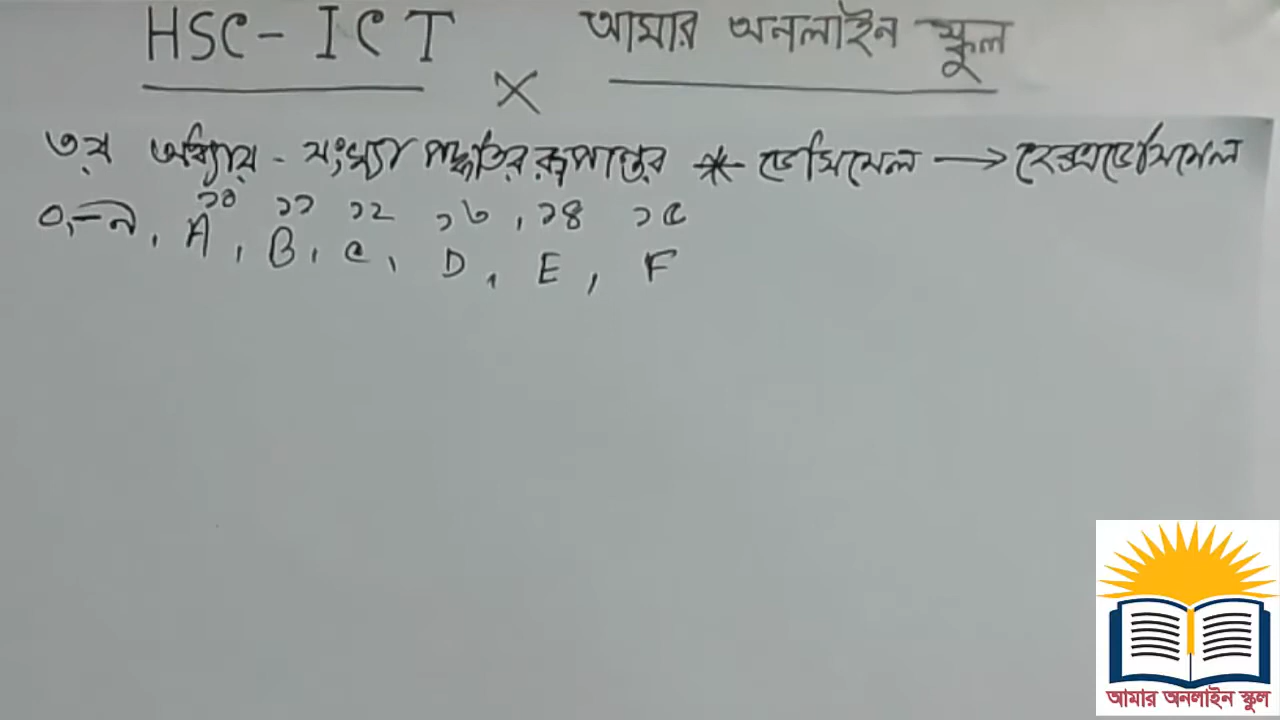 HSC - ICT × আমার অনলাইন স্কুল
৩য় অধ্যায় - সংখ্যা পদ্ধতির রূপান্তর * ডেসিমেল → হেক্সাডেসিমেল
১০ ১১ ১২ ১৩ , ১৪ ১৫
০, - ৯ , A , B , C , D , E , F
আমার অনলাইন স্কুল